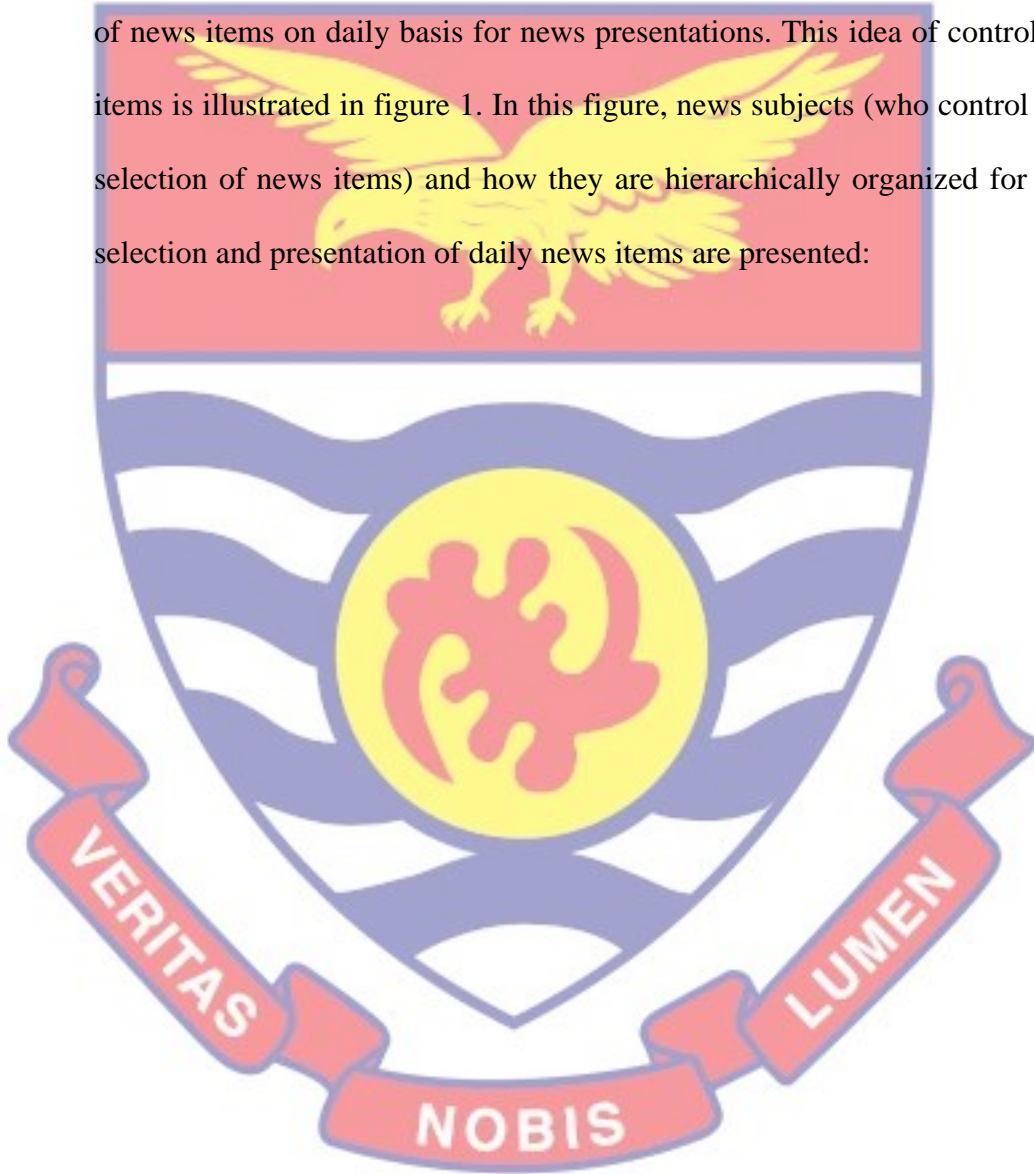 of news items on daily basis for news presentations. This idea of control
items is illustrated in figure 1. In this figure, news subjects (who control
selection of news items) and how they are hierarchically organized for
selection and presentation of daily news items are presented:
VERITAS
NOBIS
LUMEN